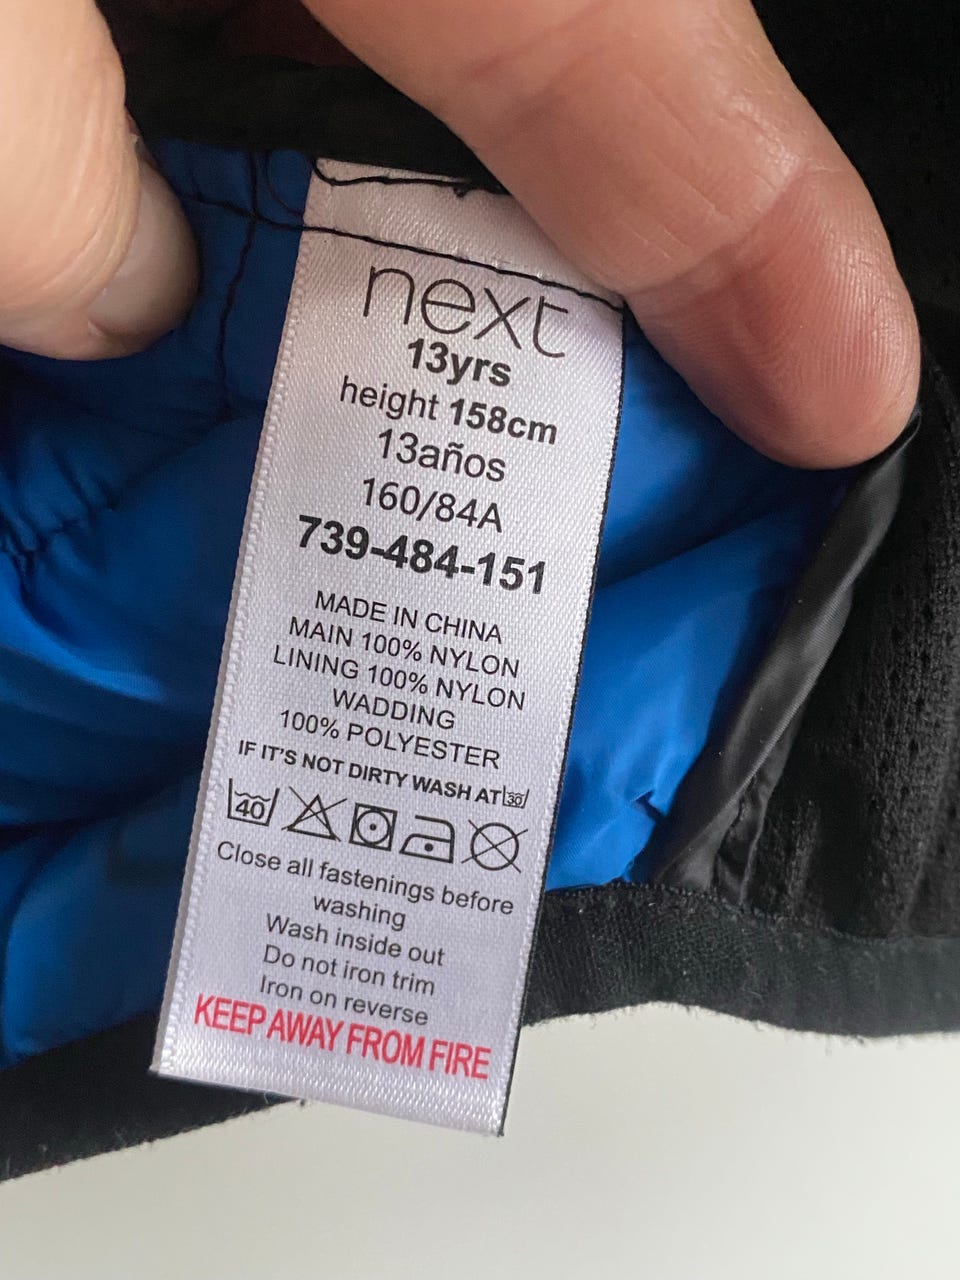 next
13yrs
height 158cm
13años
160/84A
739-484-151
MADE IN CHINA
MAIN 100% NYLON
LINING 100% NYLON
WADDING
100% POLYESTER
IF IT'S NOT DIRTY WASH AT 30
40
Close all fastenings before
washing
Wash inside out
Do not iron trim
Iron on reverse
KEEP AWAY FROM FIRE